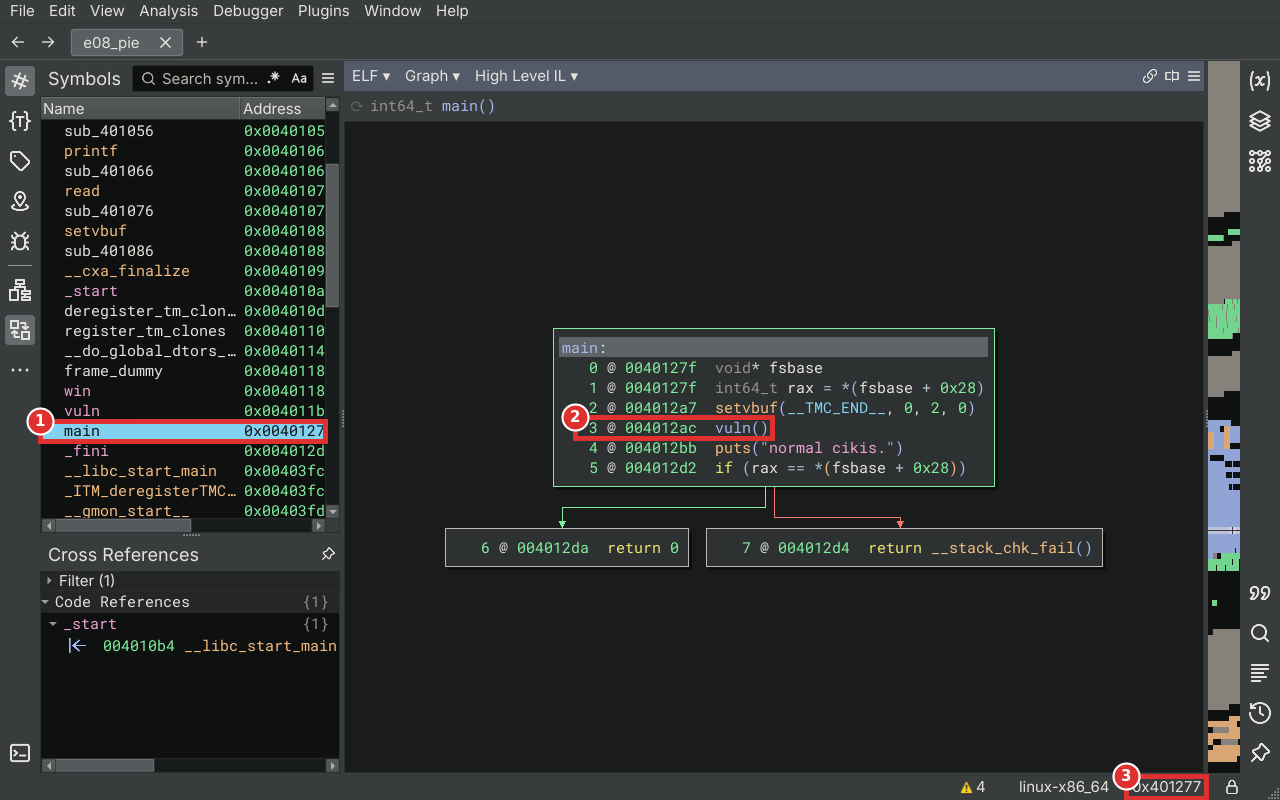 File Edit View Analysis Debugger Plugins Window Help
e08_pie
Symbols Search sym... .* Aa
ELF ▾ Graph ▾ High Level IL ▾
Name Address
int64_t main()
sub_401056 0x0040105
printf 0x0040106
sub_401066 0x0040106
read 0x0040107
sub_401076 0x0040107
setvbuf 0x0040108
sub_401086 0x0040108
__cxa_finalize 0x0040109
_start 0x004010a
deregister_tm_clon… 0x004010d
register_tm_clones 0x0040110
__do_global_dtors_… 0x0040114
frame_dummy 0x0040118
win 0x0040118
vuln 0x004011b
1
main 0x0040127
_fini 0x004012d
__libc_start_main 0x00403fc
_ITM_deregisterTMC… 0x00403fc
__gmon_start__ 0x00403fd
main:
0 @ 0040127f void* fsbase
1 @ 0040127f int64_t rax = *(fsbase + 0x28)
2 @ 004012a7 setvbuf(__TMC_END__, 0, 2, 0)
2
3 @ 004012ac vuln()
4 @ 004012bb puts("normal cikis.")
5 @ 004012d2 if (rax == *(fsbase + 0x28))
6 @ 004012da return 0
7 @ 004012d4 return __stack_chk_fail()
Cross References
Filter (1)
Code References {1}
_start {1}
004010b4 __libc_start_main
4
linux-x86_64
3
0x401277